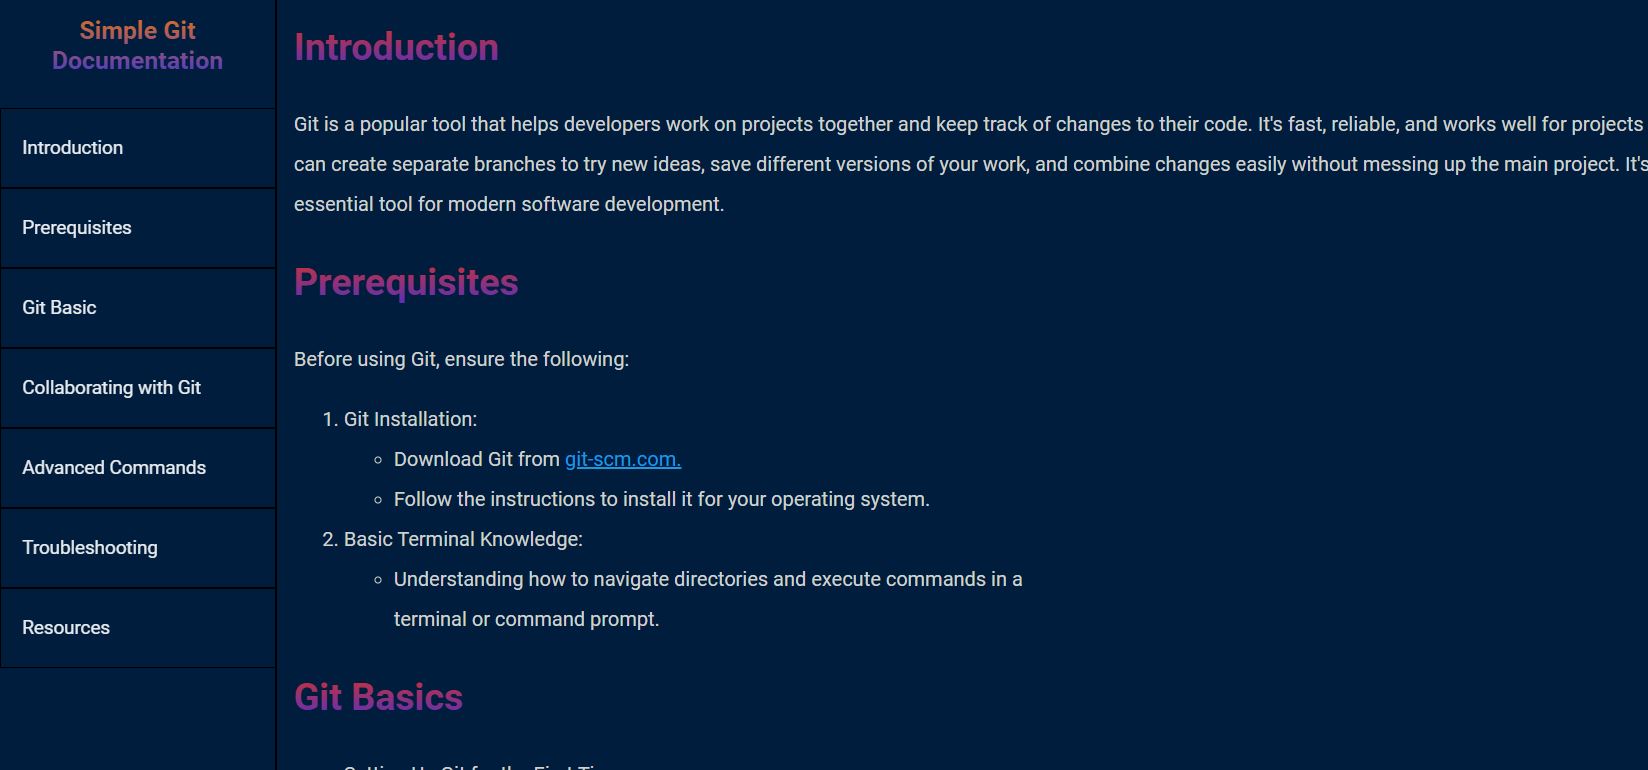 Simple Git
Documentation
Introduction
Prerequisites
Git Basic
Collaborating with Git
Advanced Commands
Troubleshooting
Resources
Introduction
Git is a popular tool that helps developers work on projects together and keep track of changes to their code. It's fast, reliable, and works well for projects
can create separate branches to try new ideas, save different versions of your work, and combine changes easily without messing up the main project. It's
essential tool for modern software development.
Prerequisites
Before using Git, ensure the following:
1. Git Installation:
◦ Download Git from git-scm.com.
◦ Follow the instructions to install it for your operating system.
2. Basic Terminal Knowledge:
◦ Understanding how to navigate directories and execute commands in a
terminal or command prompt.
Git Basics